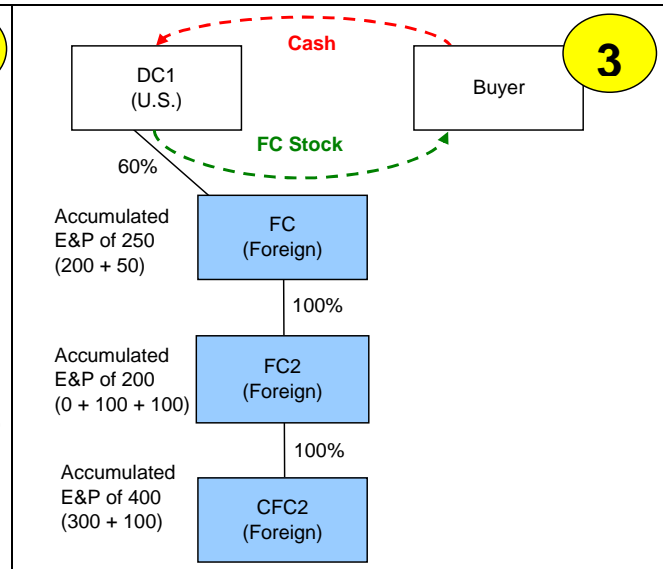 Cash
3
DC1
(U.S.)
Buyer
FC Stock
60%
Accumulated
E&P of 250
(200 + 50)
FC
(Foreign)
100%
Accumulated
E&P of 200
(0 + 100 + 100)
FC2
(Foreign)
100%
Accumulated
E&P of 400
(300 + 100)
CFC2
(Foreign)